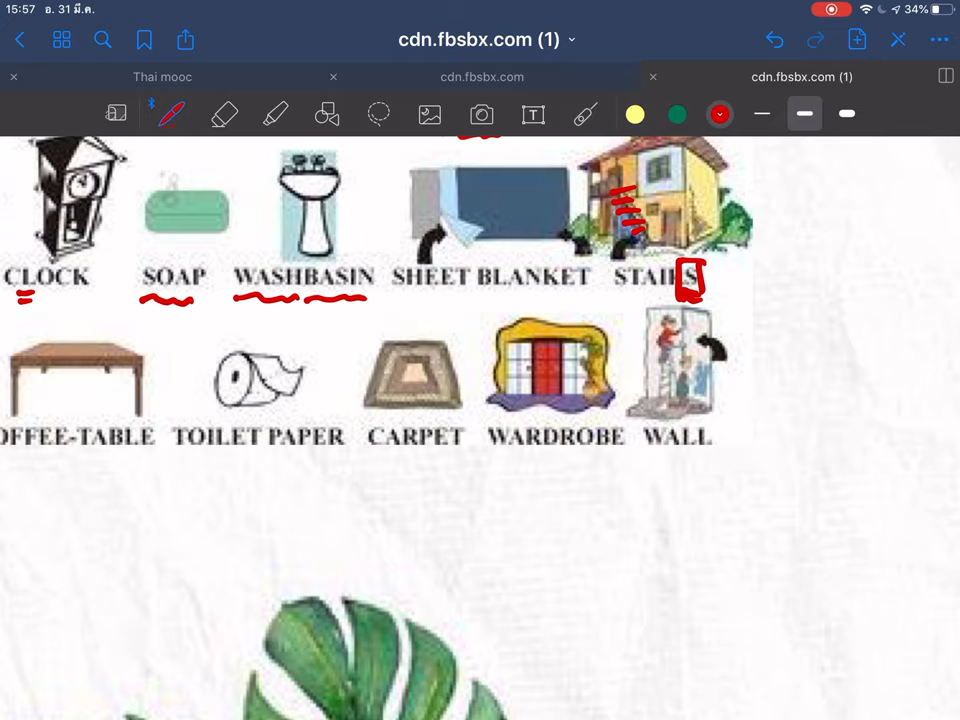 15:57 อ. 31 มี.ค. 34%
cdn.fbsbx.com (1)
Thai mooc cdn.fbsbx.com cdn.fbsbx.com (1)
CLOCK SOAP WASHBASIN SHEET BLANKET STAIRS
OFFEE-TABLE TOILET PAPER CARPET WARDROBE WALL